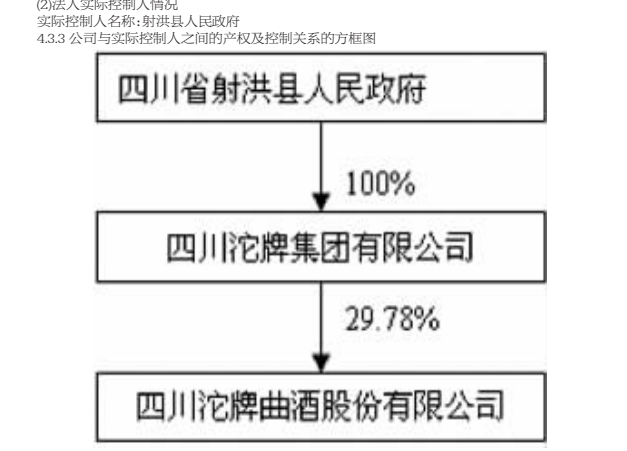 (2)法人实际控制人情况
实际控制人名称:射洪县人民政府
4.3.3 公司与实际控制人之间的产权及控制关系的方框图
四川省射洪县人民政府
100%
四川沱牌集团有限公司
29.78%
四川沱牌曲酒股份有限公司